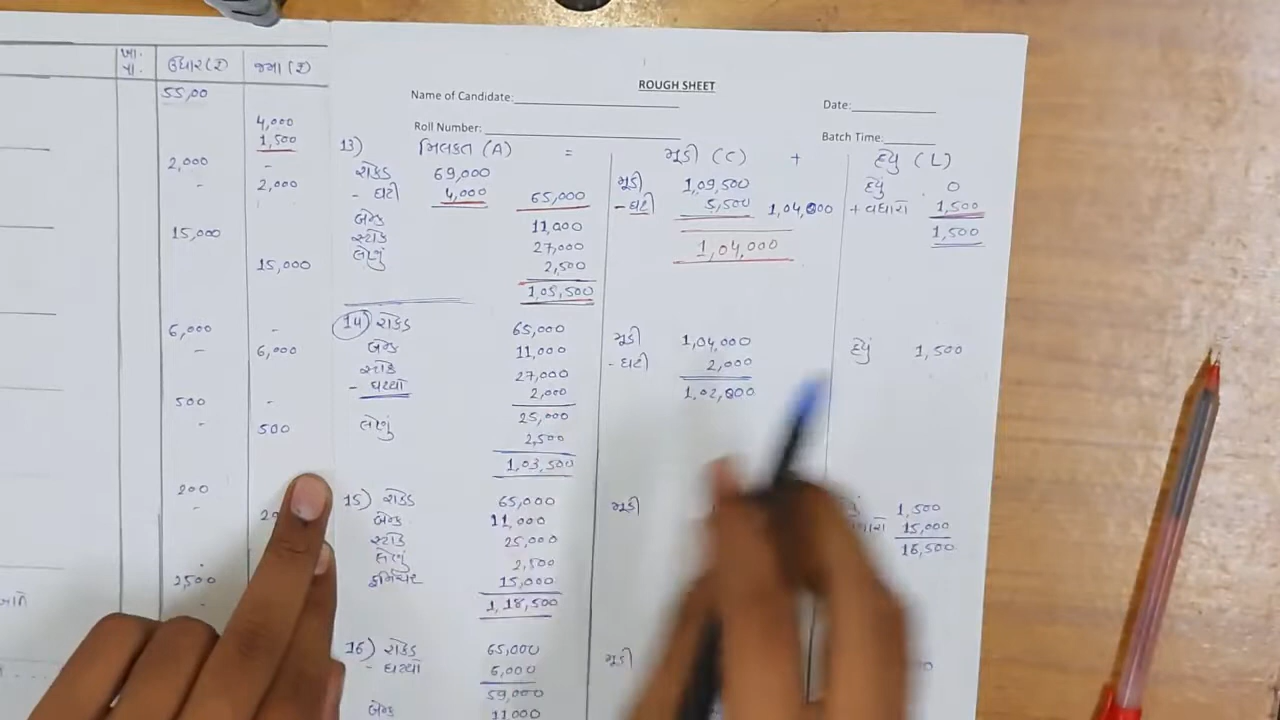 ખા. ઉધાર(₹) જમા(₹)
પા.
55,00
4,000
1,500
2,000 -
- 2,000
15,000
15,000
6,000 -
- 6,000
500 -
- 500
200
-
2,500
-
ROUGH SHEET
Name of Candidate:
Date:
Roll Number:
Batch Time:
13) મિલકત (A) = મૂડી (C) + દેવું (L)
રોકડ 69,000 મૂડી 1,09,500 દેવું 0
- ઘટી 4,000 65,000 - ઘટી 5,500 1,04,000 + વધારો 1,500
બેન્ક 11,000 1,500
સ્ટોક 27,000 1,04,000
લેણું 2,500
1,05,500
14) રોકડ 65,000 મૂડી 1,04,000 દેવું 1,500
બેન્ક 11,000 - ઘટી 2,000
સ્ટોક 27,000 1,02,000
- ઘટ્યો 2,000
25,000
લેણું 2,500
1,03,500
15) રોકડ 65,000 મૂડી 1,500
બેન્ક 11,000 15,000
સ્ટોક 25,000 16,500
લેણું 2,500
ફર્નિચર 15,000
1,18,500
16) રોકડ 65,000 મૂડી
- ઘટ્યો 6,000
59,000
બેન્ક 11000